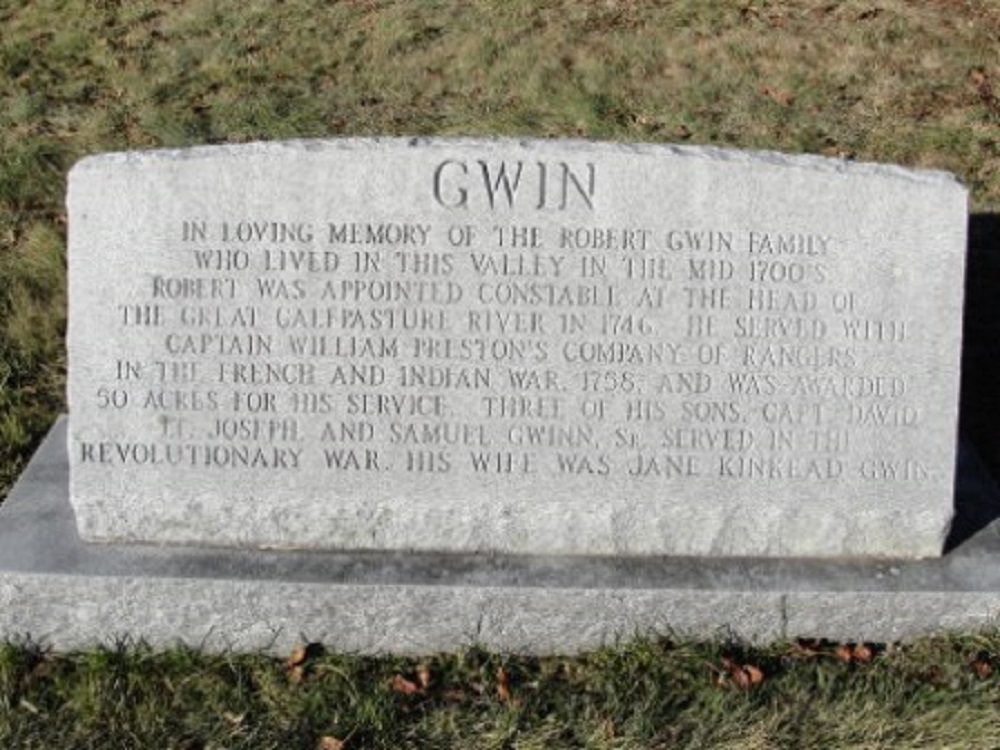 GWIN
IN LOVING MEMORY OF THE ROBERT GWIN FAMILY
WHO LIVED IN THIS VALLEY IN THE MID 1700'S.
ROBERT WAS APPOINTED CONSTABLE AT THE HEAD OF
THE GREAT CALFPASTURE RIVER IN 1746. HE SERVED WITH
CAPTAIN WILLIAM PRESTON'S COMPANY OF RANGERS
IN THE FRENCH AND INDIAN WAR, 1758, AND WAS AWARDED
50 ACRES FOR HIS SERVICE. THREE OF HIS SONS, CAPT. DAVID
LT. JOSEPH, AND SAMUEL GWINN, SR. SERVED IN THE
REVOLUTIONARY WAR. HIS WIFE WAS JANE KINKEAD GWIN.